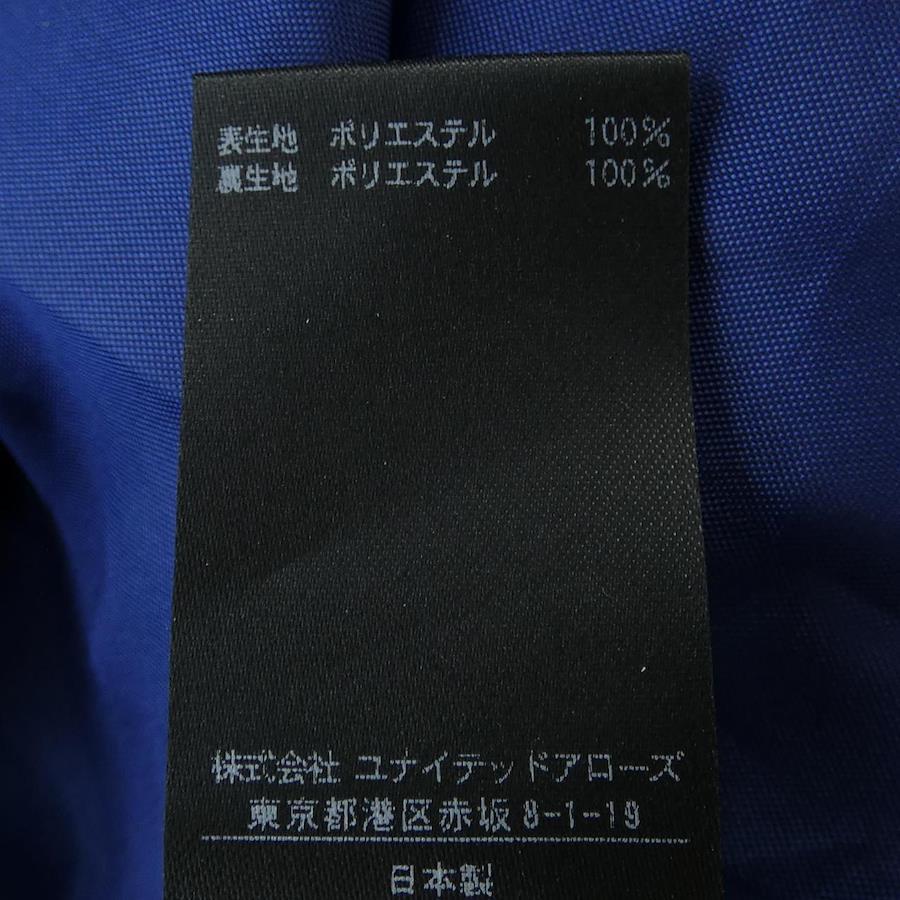 表生地 ポリエステル 100%
裏生地 ポリエステル 100%
株式会社 ユナイテッドアローズ
東京都港区赤坂 8-1-19
日本製